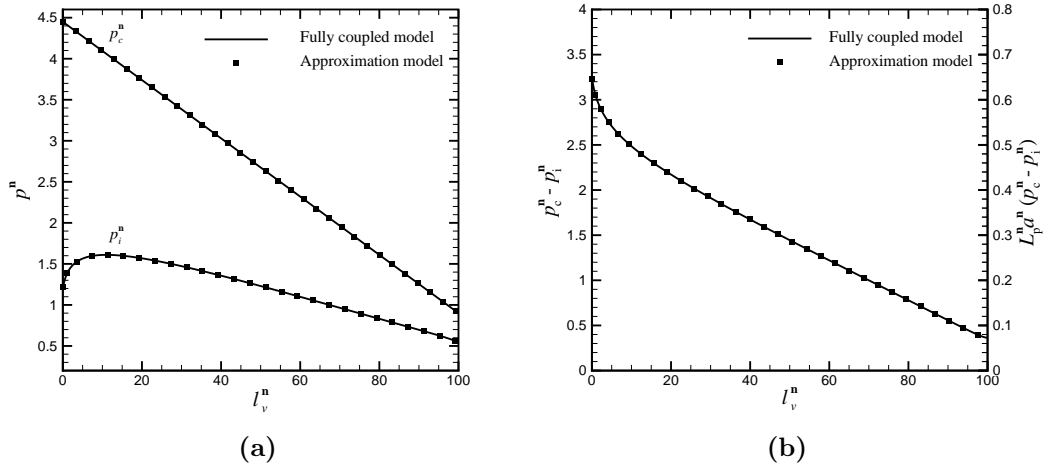 4.5
4
3.5
3
2.5
2
1.5
1
0.5
p^n
p_c^n
p_i^n
Fully coupled model
Approximation model
0 20 40 60 80 100
l_v^n
(a)
4
3.5
3
2.5
2
1.5
1
0.5
0
p_c^n - p_i^n
Fully coupled model
Approximation model
0.8
0.7
0.6
0.5
0.4
0.3
0.2
0.1
0
L_p^n a^n (p_c^n - p_i^n)
0 20 40 60 80 100
l_v^n
(b)